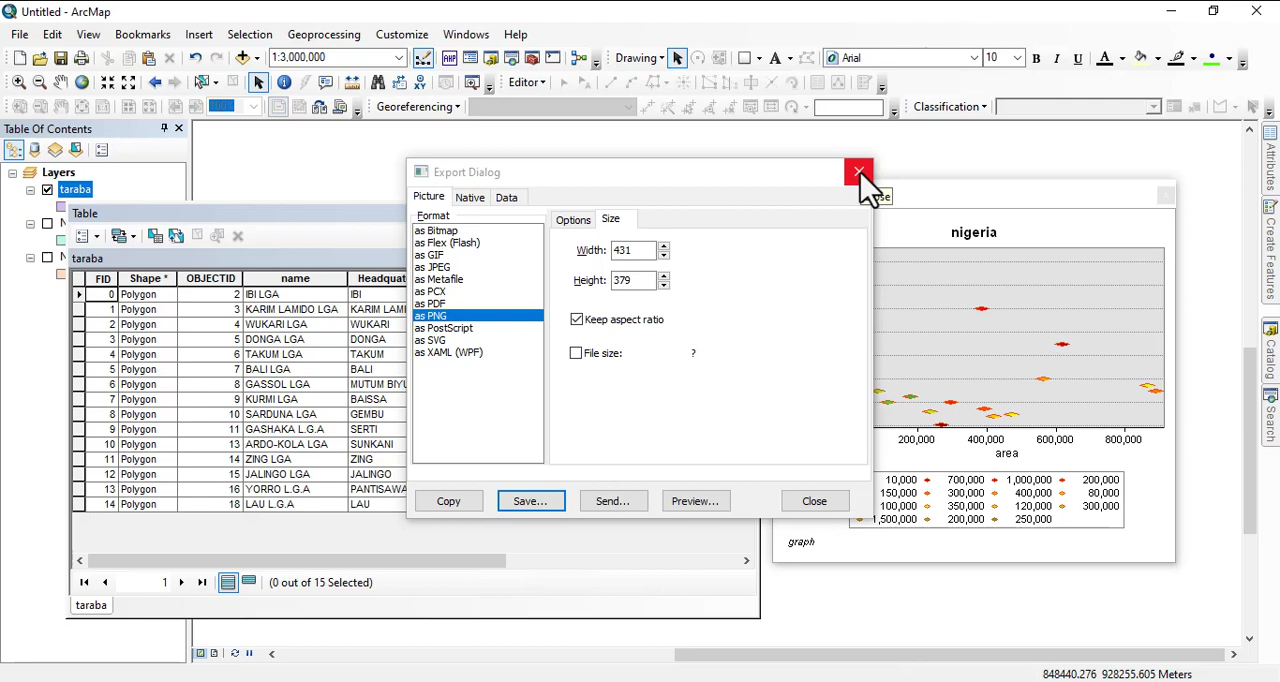 Untitled - ArcMap
File Edit View Bookmarks Insert Selection Geoprocessing Customize Windows Help
1:3,000,000 Drawing Arial 10 B I U A
Editor
Georeferencing Classification
Table Of Contents
Layers
taraba
N
N
Table
taraba
FID Shape * OBJECTID name Headquat
0 Polygon 2 IBI LGA IBI
1 Polygon 3 KARIM LAMIDO LGA KARIM LAM
2 Polygon 4 WUKARI LGA WUKARI
3 Polygon 5 DONGA LGA DONGA
4 Polygon 6 TAKUM LGA TAKUM
5 Polygon 7 BALI LGA BALI
6 Polygon 8 GASSOL LGA MUTUM BIYU
7 Polygon 9 KURMI LGA BAISSA
8 Polygon 10 SARDUNA LGA GEMBU
9 Polygon 11 GASHAKA L.G.A SERTI
10 Polygon 13 ARDO-KOLA LGA SUNKANI
11 Polygon 14 ZING LGA ZING
12 Polygon 15 JALINGO LGA JALINGO
13 Polygon 16 YORRO L.G.A PANTISAWA
14 Polygon 18 LAU L.G.A LAU
1 (0 out of 15 Selected)
taraba
Export Dialog
Picture Native Data
Format
as Bitmap
as Flex (Flash)
as GIF
as JPEG
as Metafile
as PCX
as PDF
as PNG
as PostScript
as SVG
as XAML (WPF)
Options Size
Width: 431
Height: 379
Keep aspect ratio
File size: ?
Copy Save... Send... Preview... Close
nigeria
200,000 400,000 600,000 800,000
area
10,000 700,000 1,000,000 200,000
150,000 300,000 400,000 80,000
100,000 350,000 120,000 300,000
1,500,000 200,000 250,000
graph
Attributes
Create Features
Catalog
Search
848440.276 928255.605 Meters